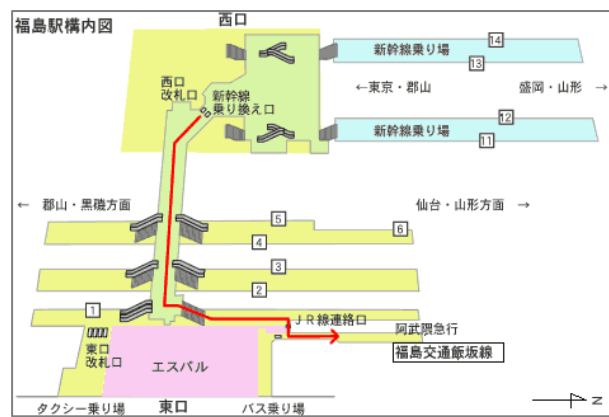 福島駅構内図
西口
14
新幹線乗り場
13
西口
改札口
新幹線
乗り換え口
←東京・郡山
盛岡・山形 →
12
新幹線乗り場
11
← 郡山・黒磯方面
仙台・山形方面 →
5
6
4
3
2
1
JR線連絡口
阿武隈急行
福島交通飯坂線
東口
改札口
エスパル
タクシー乗り場
東口
バス乗り場
N